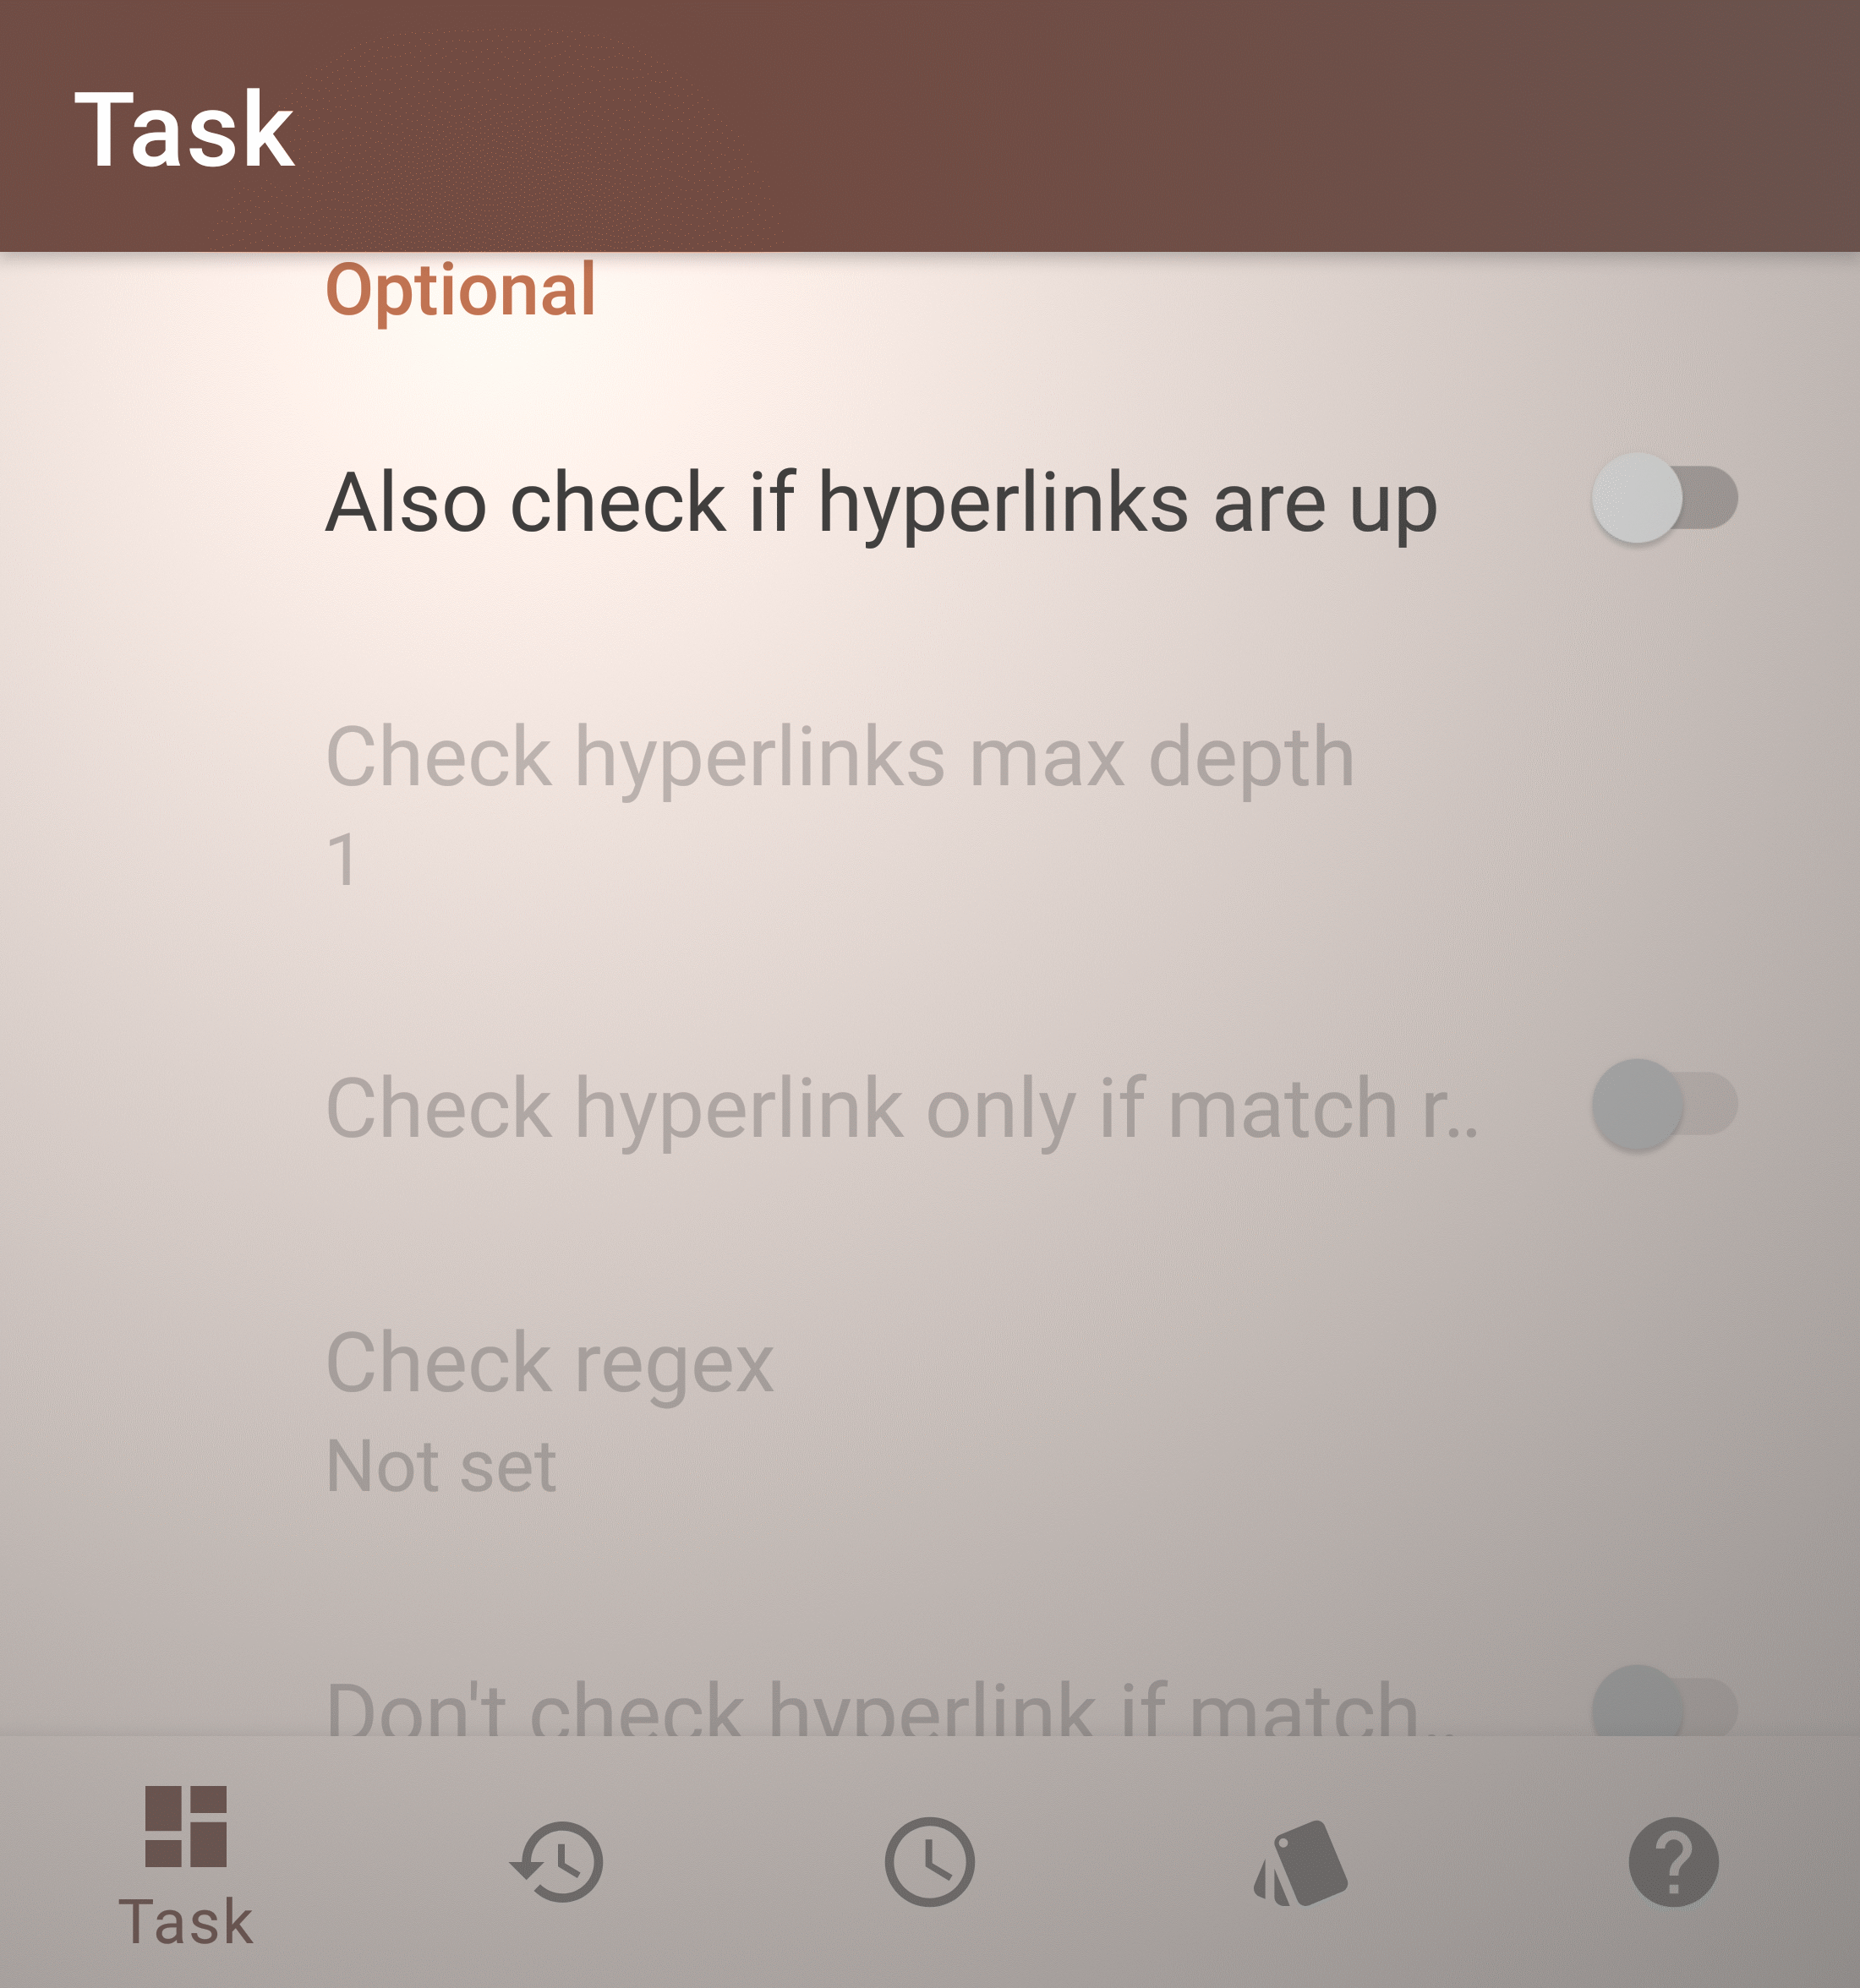 Task
Optional
Also check if hyperlinks are up
Check hyperlinks max depth
1
Check hyperlink only if match r..
Check regex
Not set
Don't check hyperlink if match..
Task